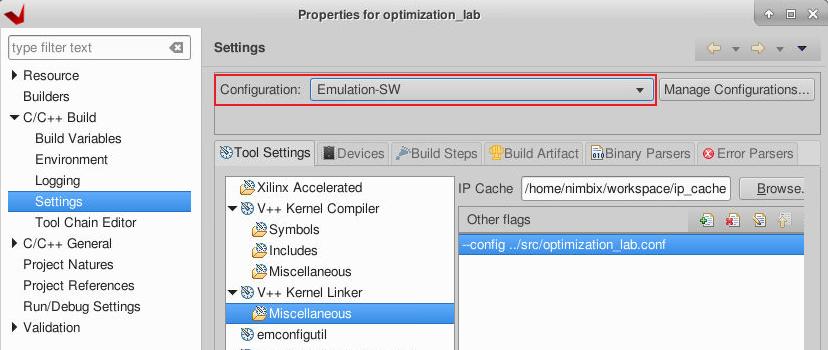 Properties for optimization_lab
type filter text
Resource
Builders
C/C++ Build
Build Variables
Environment
Logging
Settings
Tool Chain Editor
C/C++ General
Project Natures
Project References
Run/Debug Settings
Validation
Settings
Configuration: Emulation-SW Manage Configurations...
Tool Settings Devices Build Steps Build Artifact Binary Parsers Error Parsers
Xilinx Accelerated
V++ Kernel Compiler
Symbols
Includes
Miscellaneous
V++ Kernel Linker
Miscellaneous
emconfigutil
IP Cache /home/nimbix/workspace/ip_cache Browse.
Other flags
--config ../src/optimization_lab.conf